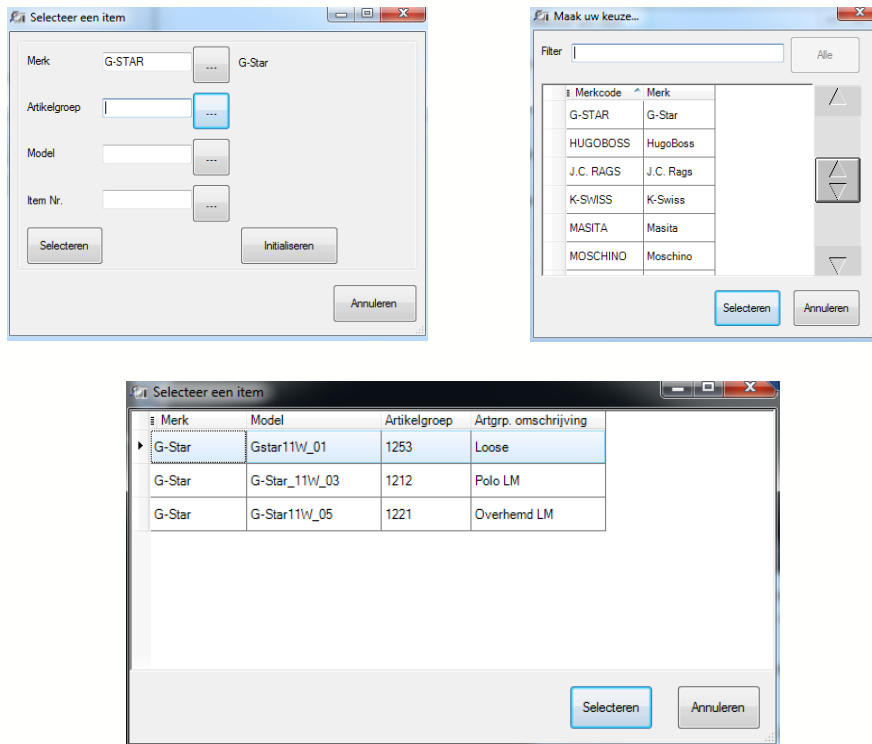 Selecteer een item
Merk G-STAR ... G-Star
Artikelgroep ...
Model ...
Item Nr. ...
Selecteren Initialiseren
Annuleren
Maak uw keuze...
Filter Alle
Merkcode Merk
G-STAR G-Star
HUGOBOSS HugoBoss
J.C. RAGS J.C. Rags
K-SWISS K-Swiss
MASITA Masita
MOSCHINO Moschino
Selecteren Annuleren
Selecteer een item
Merk Model Artikelgroep Artgrp. omschrijving
G-Star Gstar11W_01 1253 Loose
G-Star G-Star_11W_03 1212 Polo LM
G-Star G-Star11W_05 1221 Overhemd LM
Selecteren Annuleren